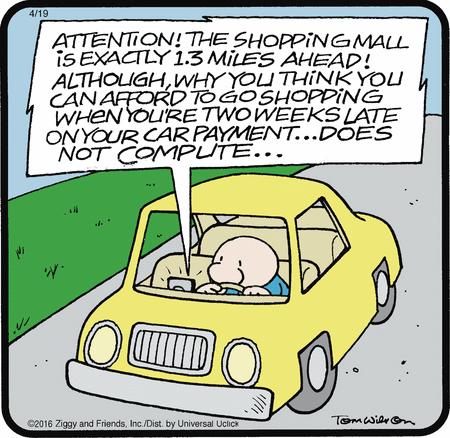 4/19
ATTENTION! THE SHOPPING MALL
IS EXACTLY 1.3 MILES AHEAD!
ALTHOUGH, WHY YOU THINK YOU
CAN AFFORD TO GO SHOPPING
WHEN YOU'RE TWO WEEKS LATE
ON YOUR CAR PAYMENT...DOES
NOT COMPUTE...
©2016 Ziggy and Friends, Inc./Dist. by Universal Uclick
Tom Wilson